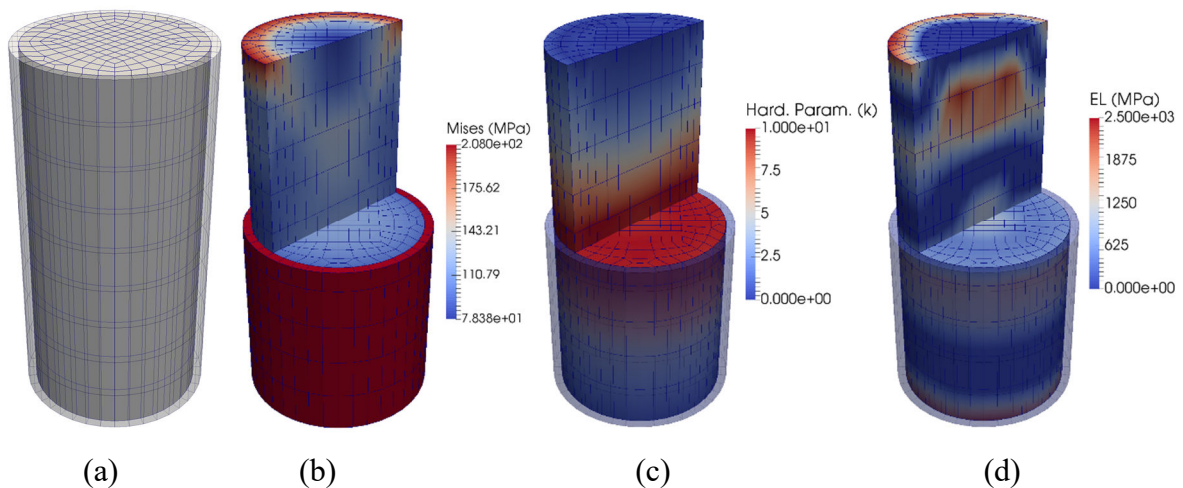 Mises (MPa)
2.080e+02
175.62
143.21
110.79
7.838e+01
Hard. Param. (k)
1.000e+01
7.5
5
2.5
0.000e+00
EL (MPa)
2.500e+03
1875
1250
625
0.000e+00
(a)
(b)
(c)
(d)